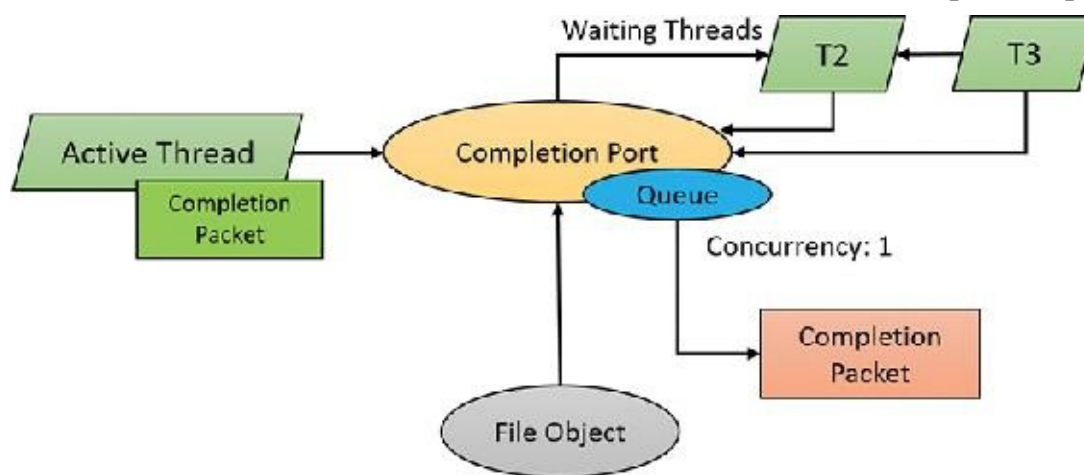 Waiting Threads
T2
T3
Active Thread
Completion Port
Completion
Packet
Queue
Concurrency: 1
Completion
Packet
File Object